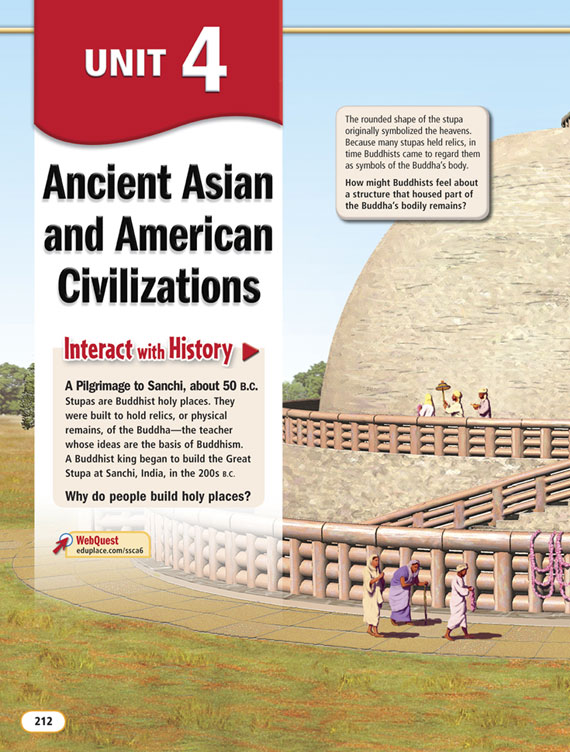 UNIT 4
Ancient Asian
and American
Civilizations
Interact with History
A Pilgrimage to Sanchi, about 50 B.C.
Stupas are Buddhist holy places. They
were built to hold relics, or physical
remains, of the Buddha—the teacher
whose ideas are the basis of Buddhism.
A Buddhist king began to build the Great
Stupa at Sanchi, India, in the 200s B.C.
Why do people build holy places?
WebQuest
eduplace.com/ssca6
The rounded shape of the stupa
originally symbolized the heavens.
Because many stupas held relics, in
time Buddhists came to regard them
as symbols of the Buddha's body.
How might Buddhists feel about
a structure that housed part of
the Buddha's bodily remains?
212